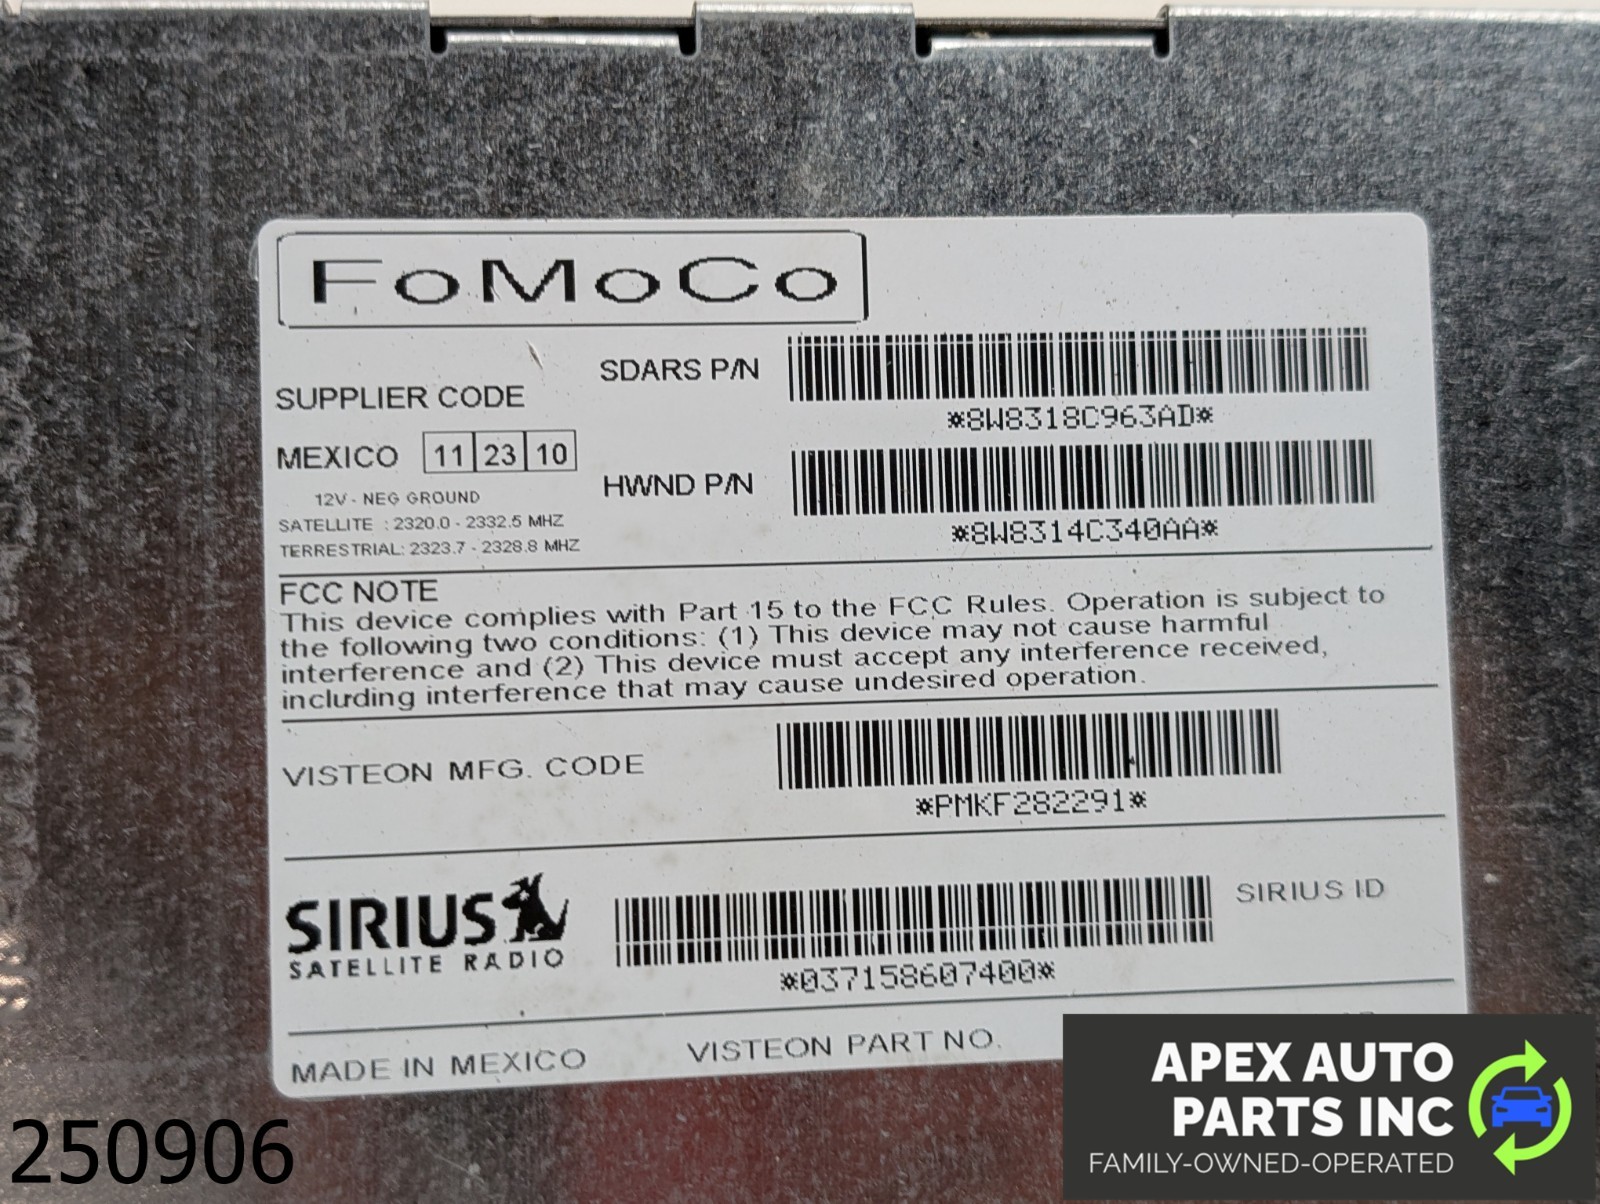 FoMoCo
SDARS P/N
*8W8318C963AD*
SUPPLIER CODE
MEXICO 11 23 10
HWND P/N
*8W8314C340AA*
12V - NEG GROUND
SATELLITE : 2320.0 - 2332.5 MHZ
TERRESTRIAL: 2323.7 - 2328.8 MHZ
FCC NOTE
This device complies with Part 15 to the FCC Rules. Operation is subject to
the following two conditions: (1) This device may not cause harmful
interference and (2) This device must accept any interference received,
including interference that may cause undesired operation.
VISTEON MFG. CODE
*PMKF282291*
SIRIUS
SATELLITE RADIO
SIRIUS ID
*037158607400*
MADE IN MEXICO
VISTEON PART NO.
250906
APEX AUTO
PARTS INC
FAMILY-OWNED-OPERATED